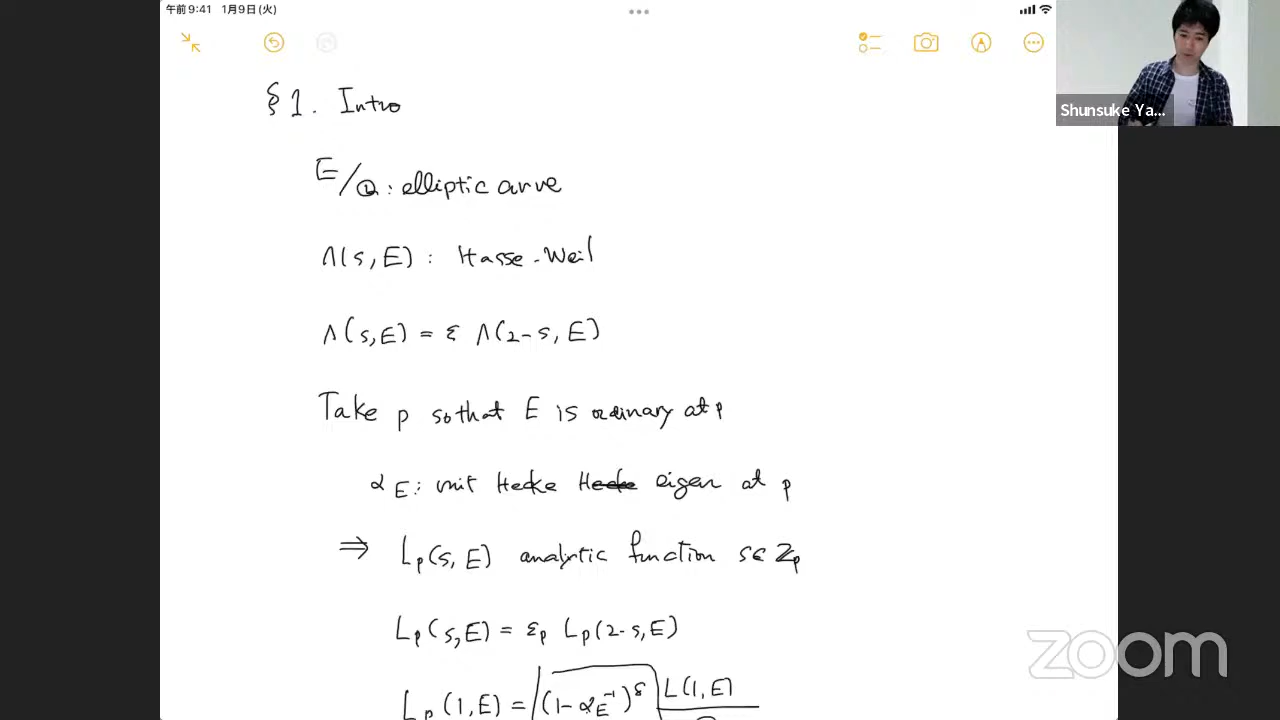 午前9:41 1月9日(火)
§1. Intro
E/ℚ : elliptic curve
Λ(s, E) : Hasse-Weil
Λ(s,E) = ε Λ(2-s, E)
Take p so that E is ordinary at p
α_E : unit Hecke eigen at p
⇒ L_p(s, E) analytic function s∈ℤ_p
L_p(s,E) = ε_p L_p(2-s,E)
L_p(1,E) = (1-α_E^{-1})^δ L(1,E)
Shunsuke Ya...
zoom